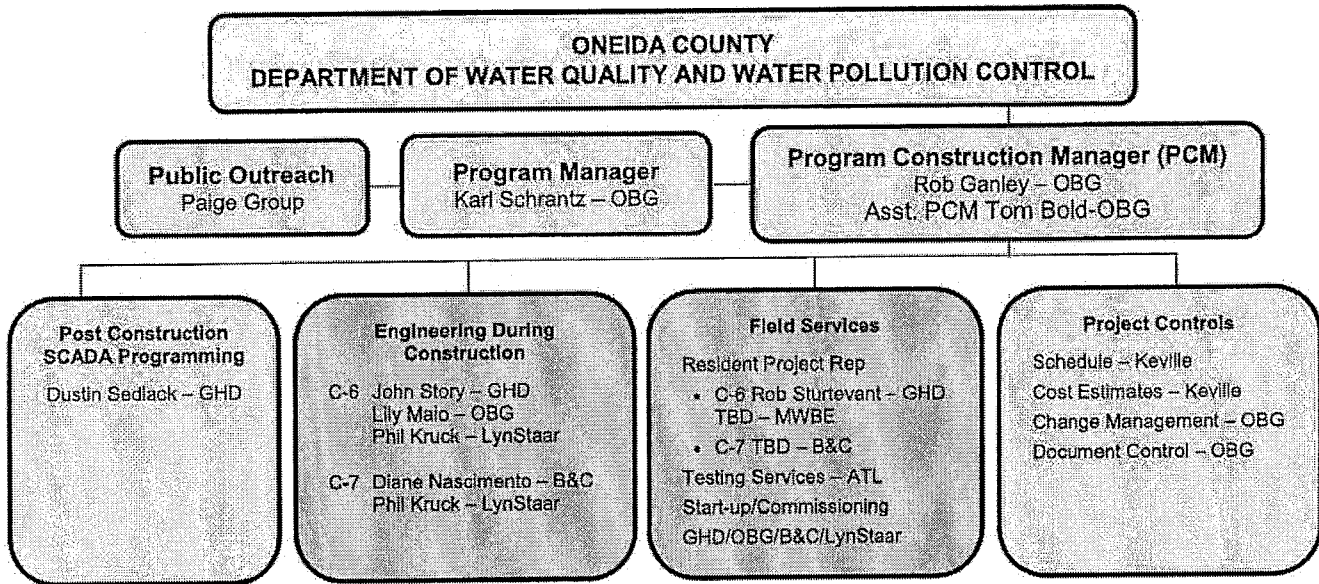 ONEIDA COUNTY
DEPARTMENT OF WATER QUALITY AND WATER POLLUTION CONTROL
Public Outreach
Paige Group
Program Manager
Karl Schrantz – OBG
Program Construction Manager (PCM)
Rob Ganley – OBG
Asst. PCM Tom Bold-OBG
Post Construction
SCADA Programming
Dustin Sedlack – GHD
Engineering During
Construction
C-6 John Story – GHD
Lily Maio – OBG
Phil Kruck – LynStaar
C-7 Diane Nascimento – B&C
Phil Kruck – LynStaar
Field Services
Resident Project Rep
• C-6 Rob Sturtevant – GHD
TBD – MWBE
• C-7 TBD – B&C
Testing Services – ATL
Start-up/Commissioning
GHD/OBG/B&C/LynStaar
Project Controls
Schedule – Keville
Cost Estimates – Keville
Change Management – OBG
Document Control – OBG